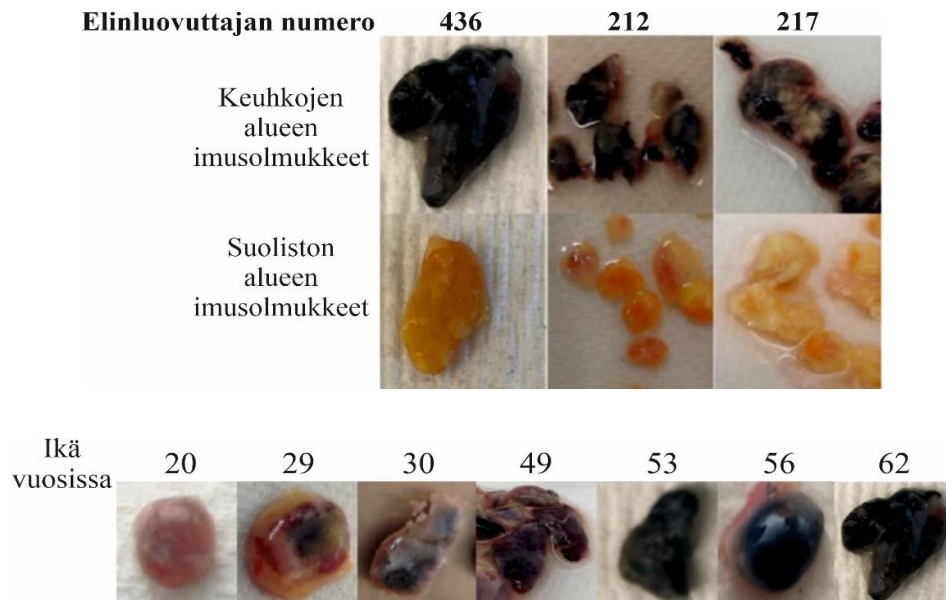 Elinluovuttajan numero 436 212 217
Keuhkojen
alueen
imusolmukkeet
Suoliston
alueen
imusolmukkeet
Ikä
vuosissa 20 29 30 49 53 56 62